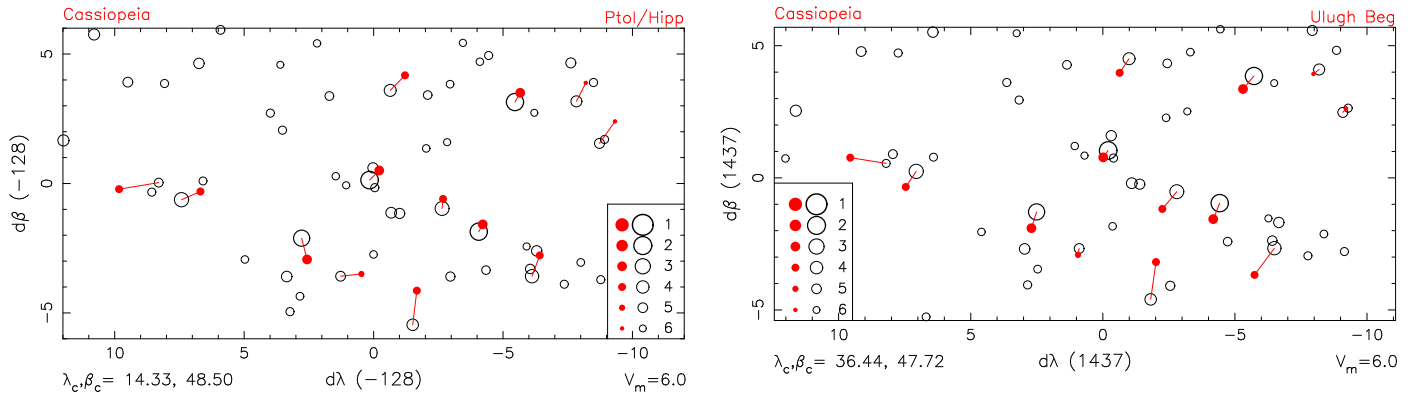 Cassiopeia
Ptol/Hipp
5
0
−5
dβ (−128)
1
2
3
4
5
6
10
5
0
−5
−10
λc,βc= 14.33, 48.50
dλ (−128)
Vm=6.0
Cassiopeia
Ulugh Beg
5
0
−5
dβ (1437)
1
2
3
4
5
6
10
5
0
−5
−10
λc,βc= 36.44, 47.72
dλ (1437)
Vm=6.0